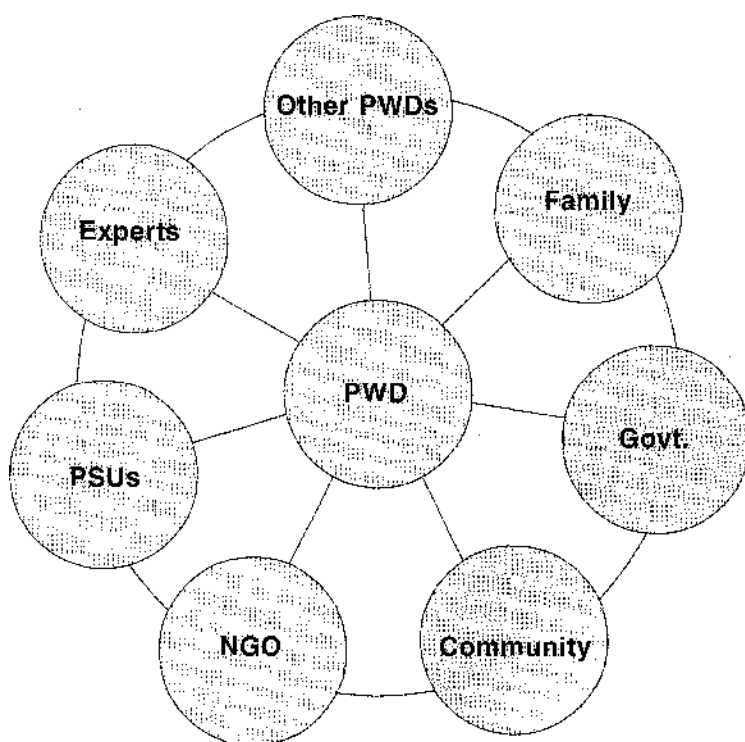 Other PWDs
Family
Experts
PWD
Govt.
PSUs
NGO
Community